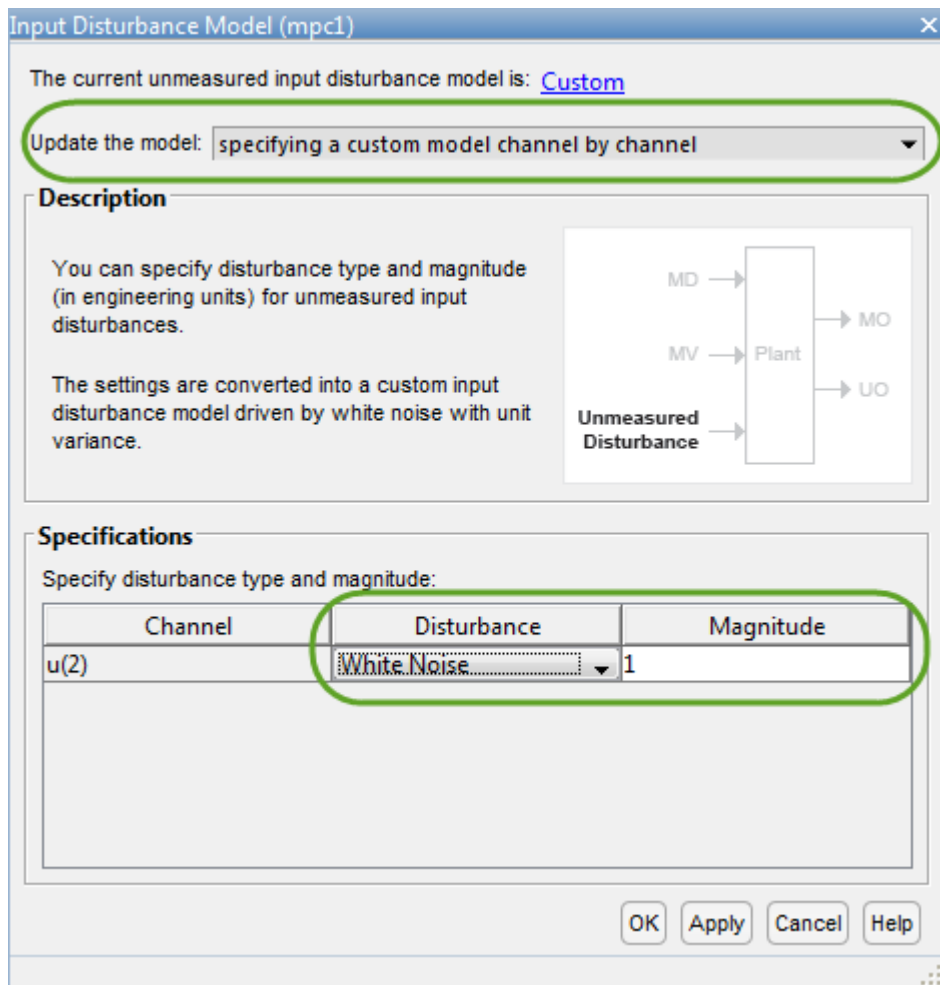 Input Disturbance Model (mpc1)
The current unmeasured input disturbance model is: Custom
Update the model: specifying a custom model channel by channel
Description
You can specify disturbance type and magnitude
(in engineering units) for unmeasured input
disturbances.
The settings are converted into a custom input
disturbance model driven by white noise with unit
variance.
MD
MO
MV
Plant
UO
Unmeasured
Disturbance
Specifications
Specify disturbance type and magnitude:
Channel Disturbance Magnitude
u(2) White Noise 1
OK Apply Cancel Help